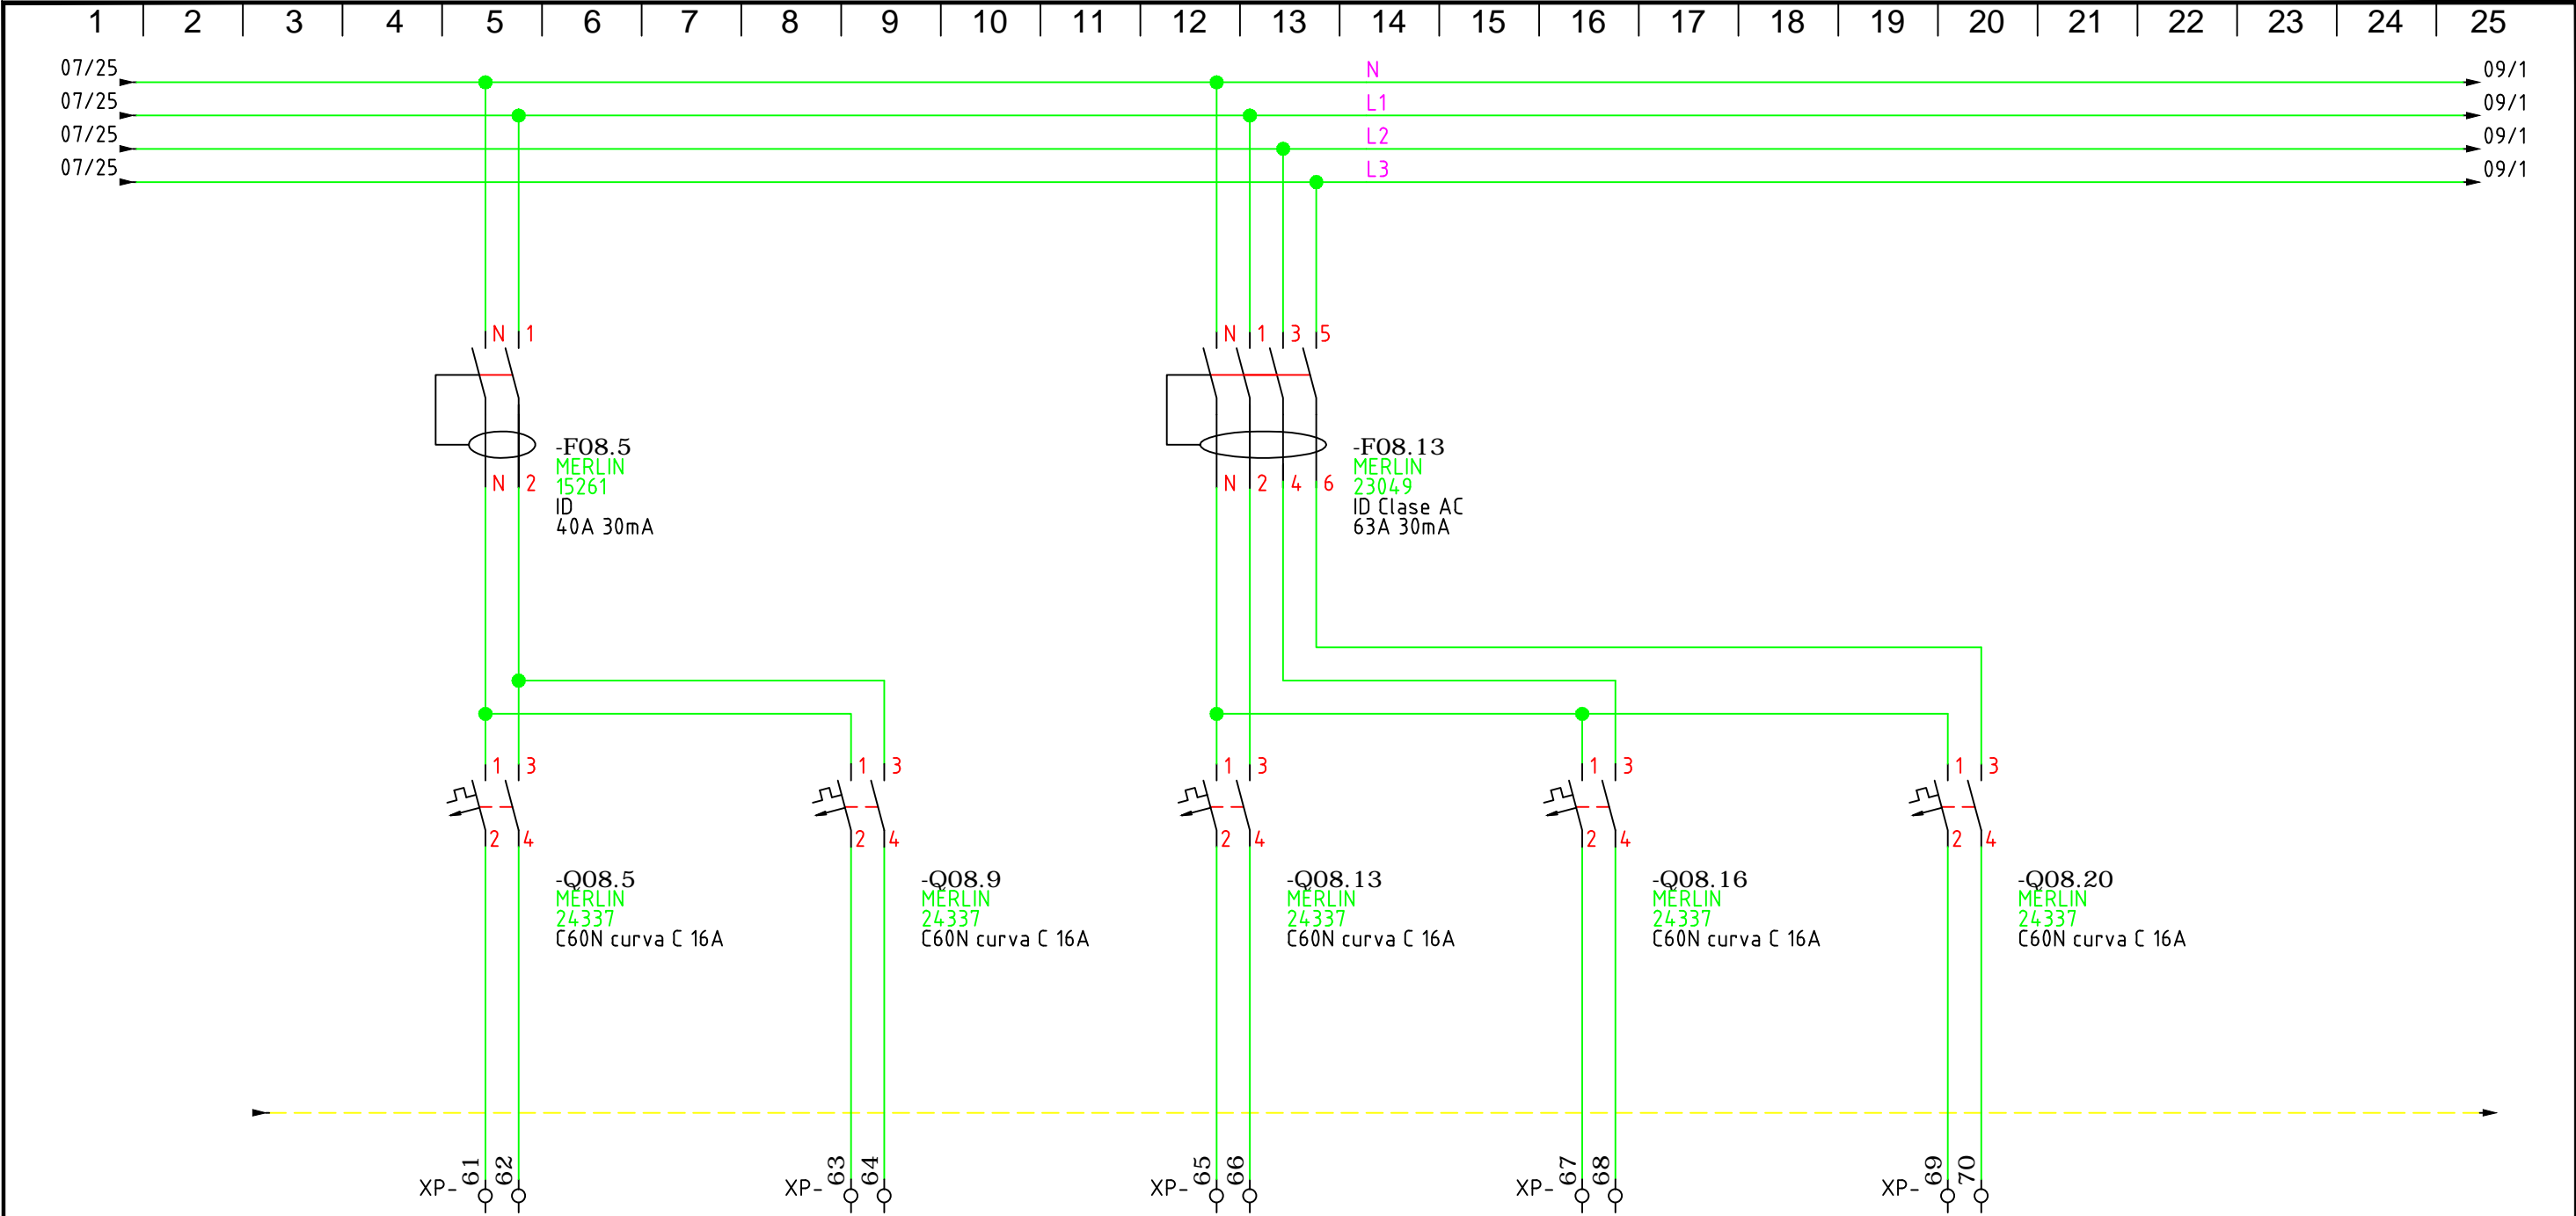 1 2 3 4 5 6 7 8 9 10 11 12 13 14 15 16 17 18 19 20 21 22 23 24 25
07/25 N 09/1
07/25 L1 09/1
07/25 L2 09/1
07/25 L3 09/1
N 1 N 1 3 5
-F08.5
MERLIN
15261
ID
40A 30mA
N 2
-F08.13
MERLIN
23049
ID Clase AC
63A 30mA
N 2 4 6
1 3 1 3 1 3 1 3 1 3
2 4 2 4 2 4 2 4 2 4
-Q08.5
MERLIN
24337
C60N curva C 16A
-Q08.9
MERLIN
24337
C60N curva C 16A
-Q08.13
MERLIN
24337
C60N curva C 16A
-Q08.16
MERLIN
24337
C60N curva C 16A
-Q08.20
MERLIN
24337
C60N curva C 16A
XP- 61 62
XP- 63 64
XP- 65 66
XP- 67 68
XP- 69 70